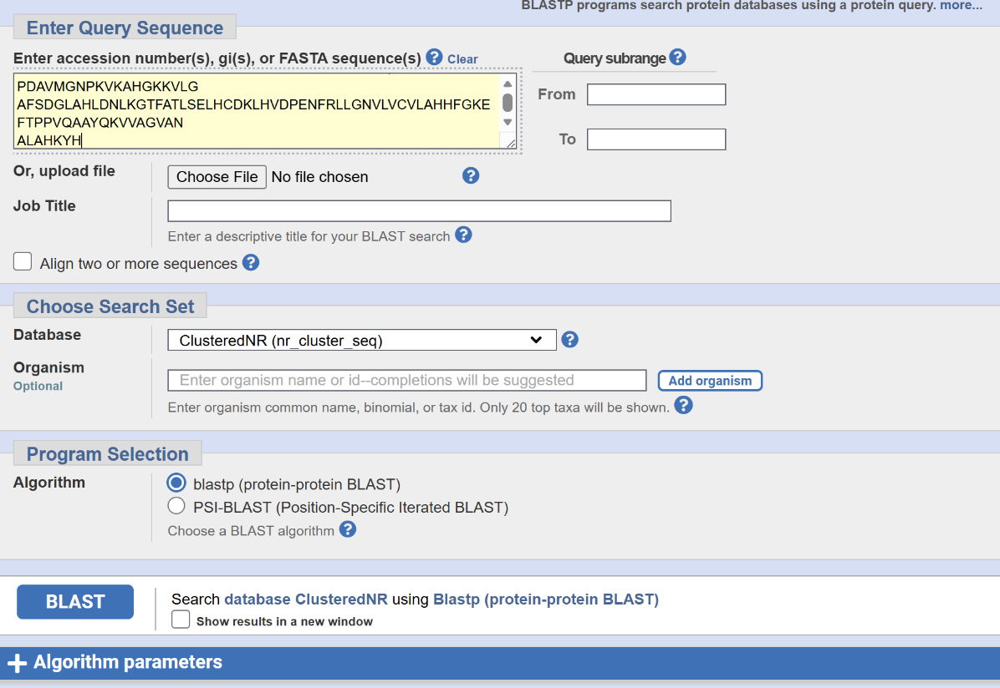 BLASTP programs search protein databases using a protein query. more...
Enter Query Sequence
Enter accession number(s), gi(s), or FASTA sequence(s) ? Clear
Query subrange ?
PDAVMGNPKVKAHGKKVLG
AFSDGLAHLDNLKGTFATLSELHCDKLHVDPENFRLLGNVLVCVLAHHFGKE
FTPPVQAAYQKVVAGVAN
ALAHKYH
From
To
Or, upload file
Choose File No file chosen ?
Job Title
Enter a descriptive title for your BLAST search ?
Align two or more sequences ?
Choose Search Set
Database
ClusteredNR (nr_cluster_seq) ?
Organism
Optional
Enter organism name or id--completions will be suggested
Add organism
Enter organism common name, binomial, or tax id. Only 20 top taxa will be shown. ?
Program Selection
Algorithm
blastp (protein-protein BLAST)
PSI-BLAST (Position-Specific Iterated BLAST)
Choose a BLAST algorithm ?
BLAST
Search database ClusteredNR using Blastp (protein-protein BLAST)
Show results in a new window
+ Algorithm parameters